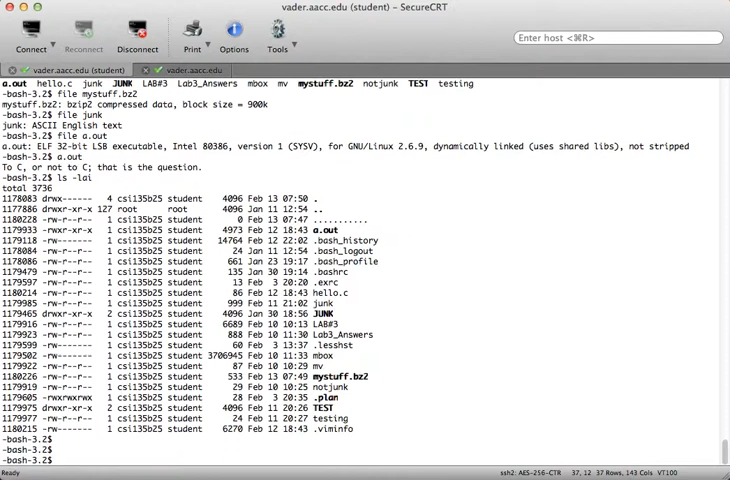 vader.aacc.edu (student) – SecureCRT
Connect Reconnect Disconnect Print Options Tools Enter host <⌘R>
vader.aacc.edu (student) vader.aacc.edu
a.out hello.c junk JUNK LAB#3 Lab3_Answers mbox mv mystuff.bz2 notjunk TEST testing
-bash-3.2$ file mystuff.bz2
mystuff.bz2: bzip2 compressed data, block size = 900k
-bash-3.2$ file junk
junk: ASCII English text
-bash-3.2$ file a.out
a.out: ELF 32-bit LSB executable, Intel 80386, version 1 (SYSV), for GNU/Linux 2.6.9, dynamically linked (uses shared libs), not stripped
-bash-3.2$ a.out
To C, or not to C; that is the question.
-bash-3.2$ ls -lai
total 3736
1178083 drwx------ 4 csi135b25 student 4096 Feb 13 07:50 .
1177886 drwxr-xr-x 127 root root 4096 Jan 11 12:54 ..
1180228 -rw-r--r-- 1 csi135b25 student 0 Feb 13 07:47 ...........
1179933 -rwxr-xr-x 1 csi135b25 student 4973 Feb 12 18:43 a.out
1179118 -rw------- 1 csi135b25 student 14764 Feb 12 22:02 .bash_history
1178084 -rw-r--r-- 1 csi135b25 student 24 Jan 11 12:54 .bash_logout
1178086 -rw-r--r-- 1 csi135b25 student 661 Jan 23 19:17 .bash_profile
1179479 -rw-r--r-- 1 csi135b25 student 135 Jan 30 19:14 .bashrc
1179597 -rw-r--r-- 1 csi135b25 student 13 Feb 3 20:20 .exrc
1180214 -rw-r--r-- 1 csi135b25 student 86 Feb 12 18:43 hello.c
1179985 -rw-r--r-- 1 csi135b25 student 999 Feb 11 21:02 junk
1179465 drwxr-xr-x 2 csi135b25 student 4096 Jan 30 18:56 JUNK
1179916 -rw-r--r-- 1 csi135b25 student 6689 Feb 10 10:13 LAB#3
1179923 -rw-r--r-- 1 csi135b25 student 888 Feb 10 11:30 Lab3_Answers
1179599 -rw------- 1 csi135b25 student 60 Feb 3 13:37 .lesshst
1179502 -rw------- 1 csi135b25 student 3706945 Feb 10 11:33 mbox
1179922 -rw-r--r-- 1 csi135b25 student 87 Feb 10 10:29 mv
1180226 -rw-r--r-- 1 csi135b25 student 533 Feb 13 07:49 mystuff.bz2
1179919 -rw-r--r-- 1 csi135b25 student 29 Feb 10 10:25 notjunk
1179605 -rwxrwxrwx 1 csi135b25 student 28 Feb 3 20:35 .plan
1179975 drwxr-xr-x 2 csi135b25 student 4096 Feb 11 20:26 TEST
1179977 -rw-r--r-- 1 csi135b25 student 24 Feb 11 20:27 testing
1180215 -rw------- 1 csi135b25 student 6270 Feb 12 18:43 .viminfo
-bash-3.2$
-bash-3.2$
-bash-3.2$
Ready ssh2: AES-256-CTR 37, 12 37 Rows, 143 Cols VT100